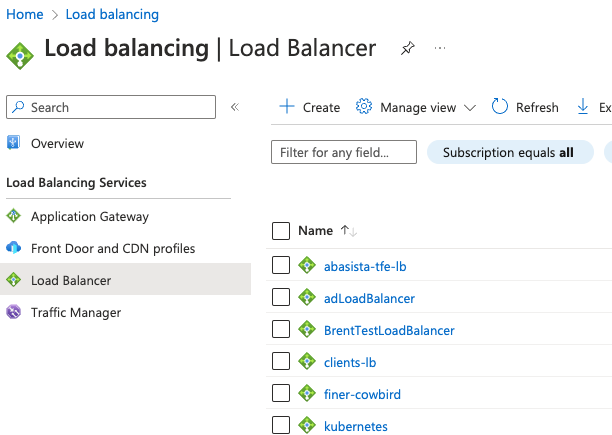 Home > Load balancing
Load balancing | Load Balancer ...
Search «
Overview
Load Balancing Services
Application Gateway
Front Door and CDN profiles
Load Balancer
Traffic Manager
+ Create Manage view Refresh Ex
Filter for any field... Subscription equals all
Name ↑↓
abasista-tfe-lb
adLoadBalancer
BrentTestLoadBalancer
clients-lb
finer-cowbird
kubernetes